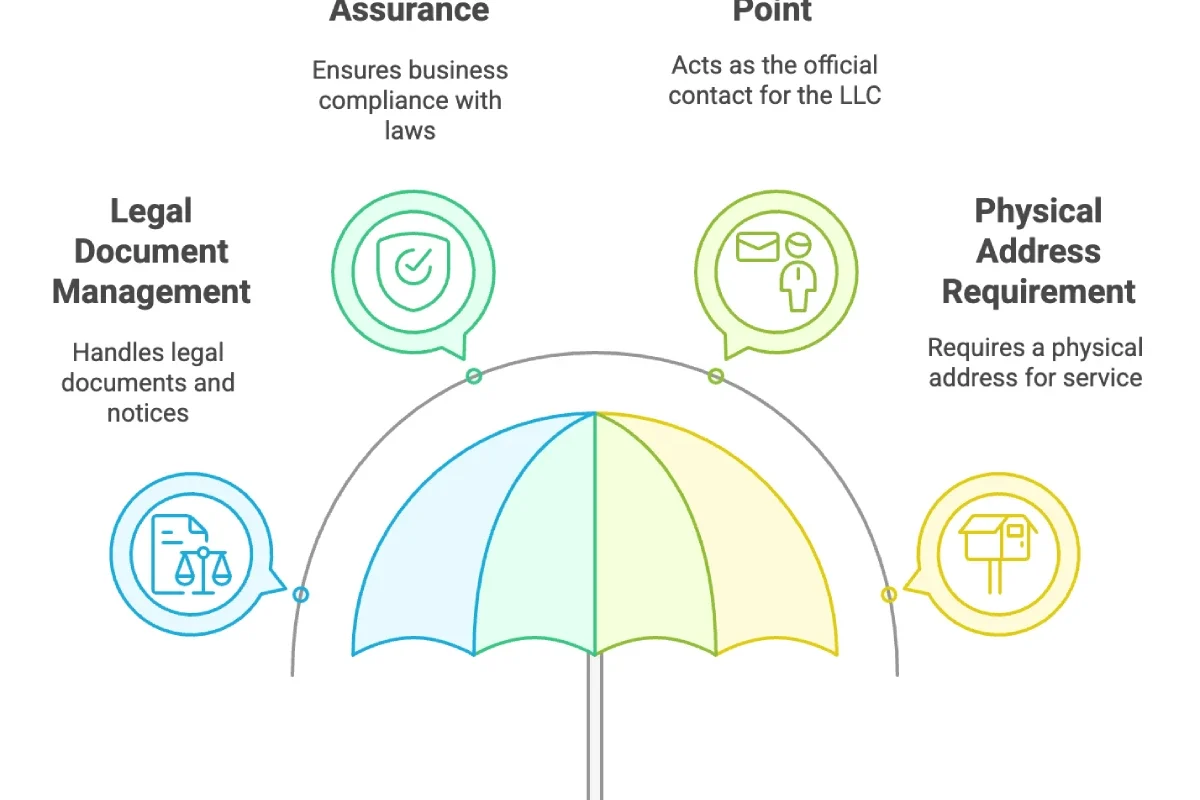 Assurance
Ensures business
compliance with
laws
Point
Acts as the official
contact for the LLC
Legal
Document
Management
Handles legal
documents and
notices
Physical
Address
Requirement
Requires a physical
address for service